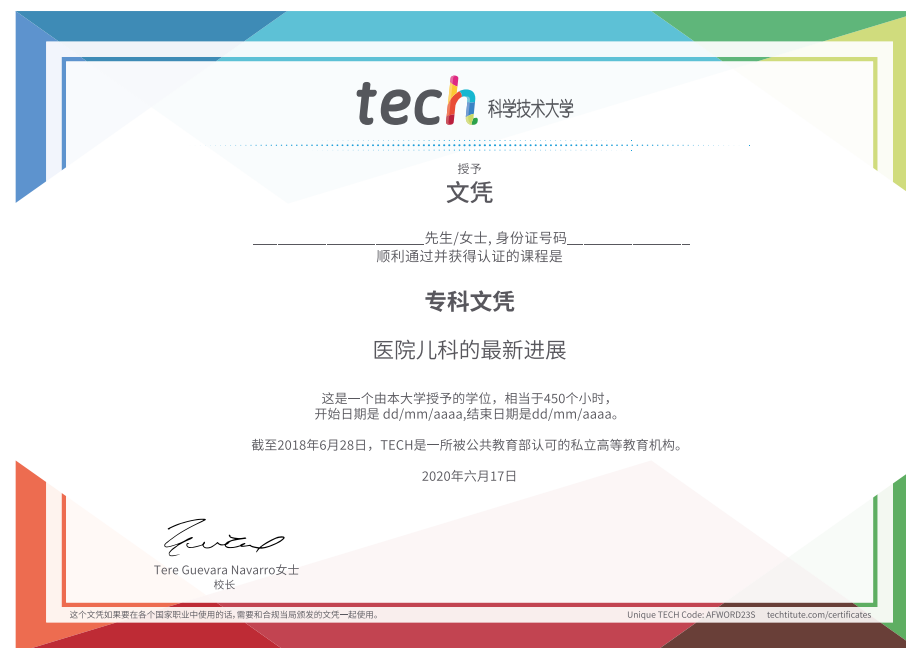 tech 科学技术大学
授予
文凭
____________________先生/女士, 身份证号码______________
顺利通过并获得认证的课程是
专科文凭
医院儿科的最新进展
这是一个由本大学授予的学位，相当于450个小时，
开始日期是 dd/mm/aaaa,结束日期是dd/mm/aaaa。
截至2018年6月28日，TECH是一所被公共教育部认可的私立高等教育机构。
2020年六月17日
Tere Guevara Navarro女士
校长
这个文凭如果要在各个国家职业中使用的话,需要和合规当局颁发的文凭一起使用。
Unique TECH Code: AFWORD23S techtitute.com/certificates